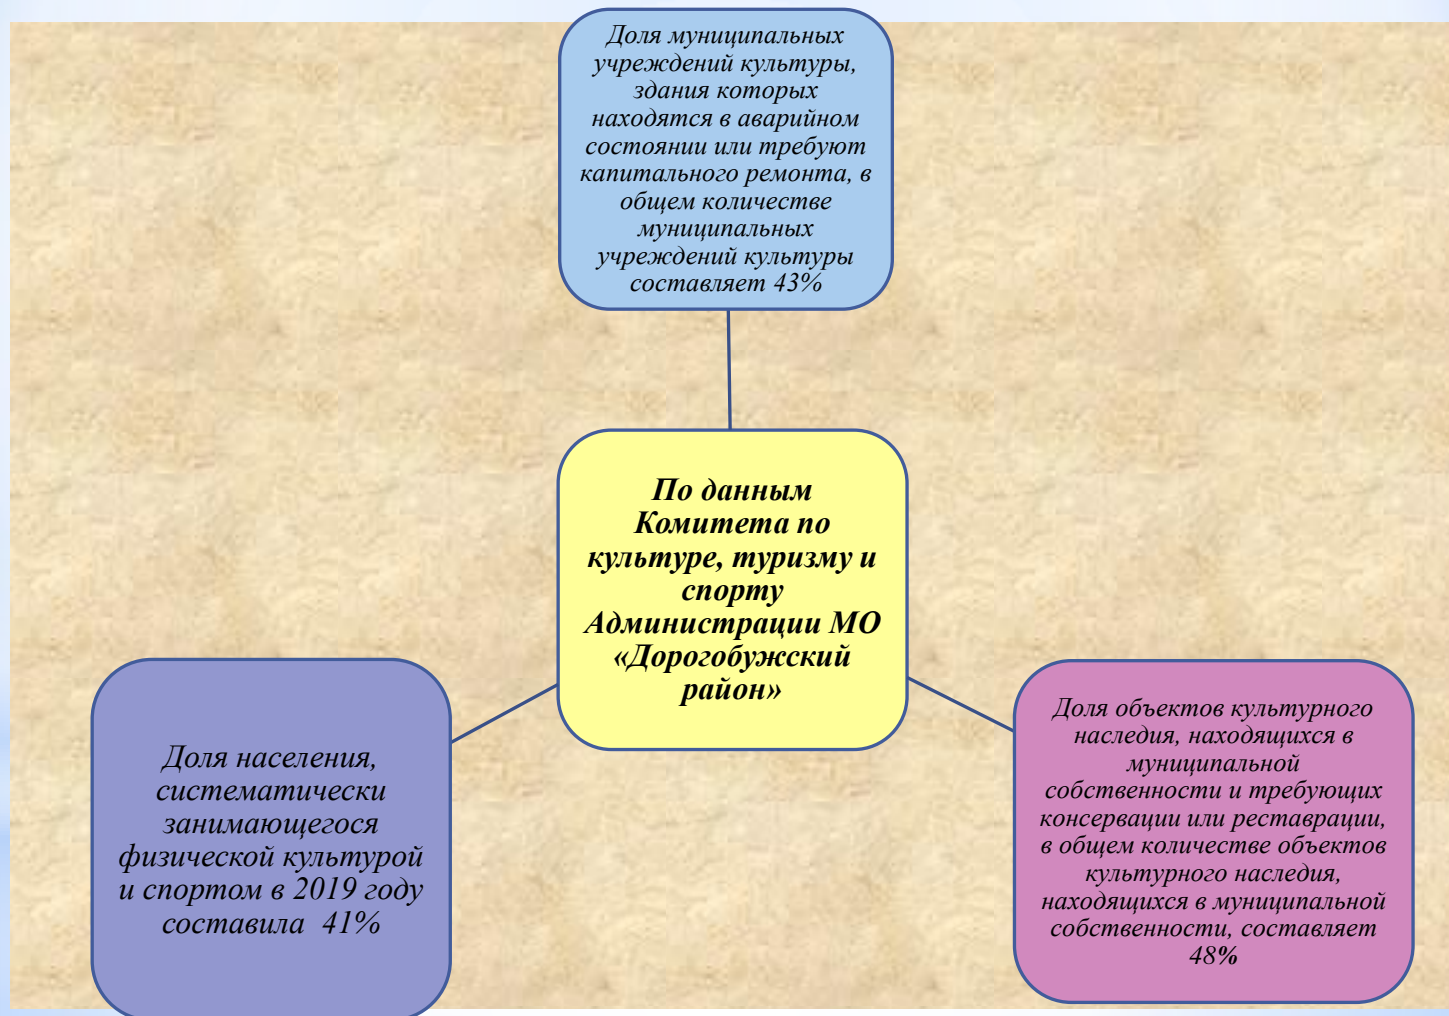 Доля муниципальных
учреждений культуры,
здания которых
находятся в аварийном
состоянии или требуют
капитального ремонта, в
общем количестве
муниципальных
учреждений культуры
составляет 43%
По данным
Комитета по
культуре, туризму и
спорту
Администрации МО
«Дорогобужский
район»
Доля населения,
систематически
занимающегося
физической культурой
и спортом в 2019 году
составила 41%
Доля объектов культурного
наследия, находящихся в
муниципальной
собственности и требующих
консервации или реставрации,
в общем количестве объектов
культурного наследия,
находящихся в муниципальной
собственности, составляет
48%